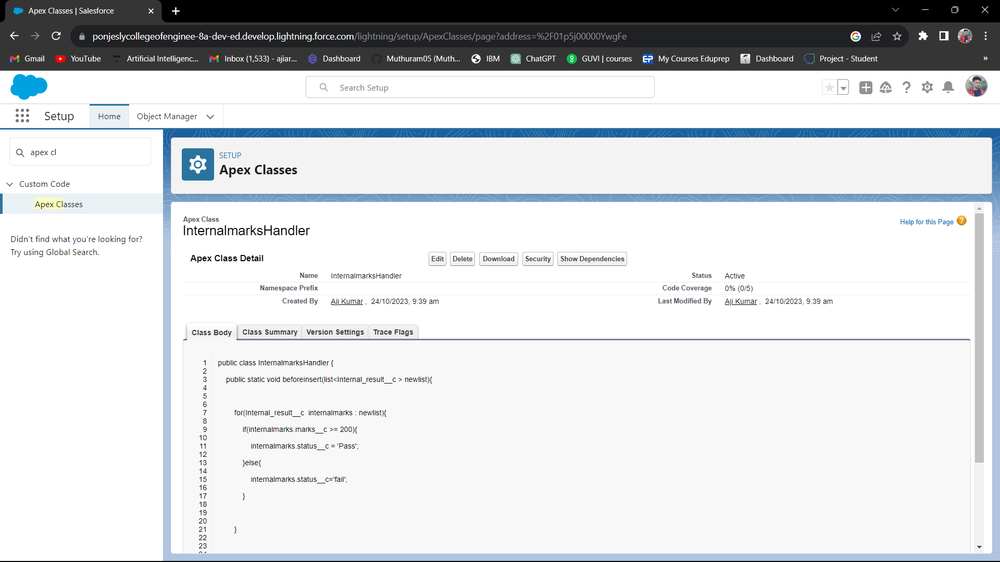 Apex Classes | Salesforce
ponjeslycollegeofenginee-8a-dev-ed.develop.lightning.force.com/lightning/setup/ApexClasses/page?address=%2F01p5j00000YwgFe
Gmail YouTube Artificial Intelligenc... Inbox (1,533) - ajiar... Dashboard Muthuram05 (Muth... IBM ChatGPT GUVI | courses EP My Courses Eduprep Dashboard Project - Student »
Search Setup
Setup Home Object Manager
apex cl
Custom Code
Apex Classes
Didn't find what you're looking for?
Try using Global Search.
SETUP
Apex Classes
Apex Class
InternalmarksHandler
Help for this Page ?
Apex Class Detail Edit Delete Download Security Show Dependencies
Name InternalmarksHandler Status Active
Namespace Prefix Code Coverage 0% (0/5)
Created By Aji Kumar , 24/10/2023, 9:39 am Last Modified By Aji Kumar , 24/10/2023, 9:39 am
Class Body Class Summary Version Settings Trace Flags
1 public class InternalmarksHandler {
2
3 public static void beforeinsert(list<Internal_result__c > newlist){
4
5
6
7 for(Internal_result__c internalmarks : newlist){
8
9 if(internalmarks.marks__c >= 200){
10
11 internalmarks.status__c = 'Pass';
12
13 }else{
14
15 internalmarks.status__c='fail';
16
17 }
18
19
20
21 }
22
23